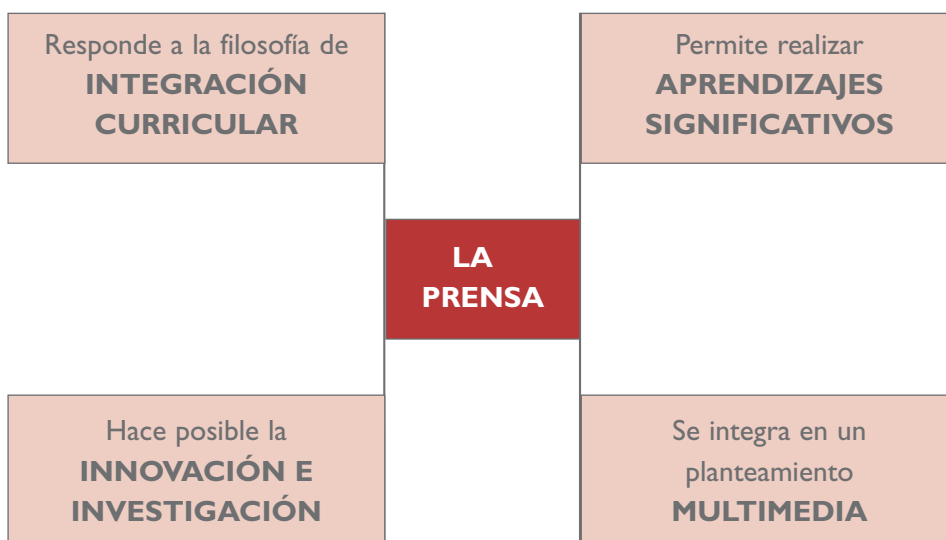 Responde a la filosofía de
INTEGRACIÓN
CURRICULAR
Permite realizar
APRENDIZAJES
SIGNIFICATIVOS
LA
PRENSA
Hace posible la
INNOVACIÓN E
INVESTIGACIÓN
Se integra en un
planteamiento
MULTIMEDIA